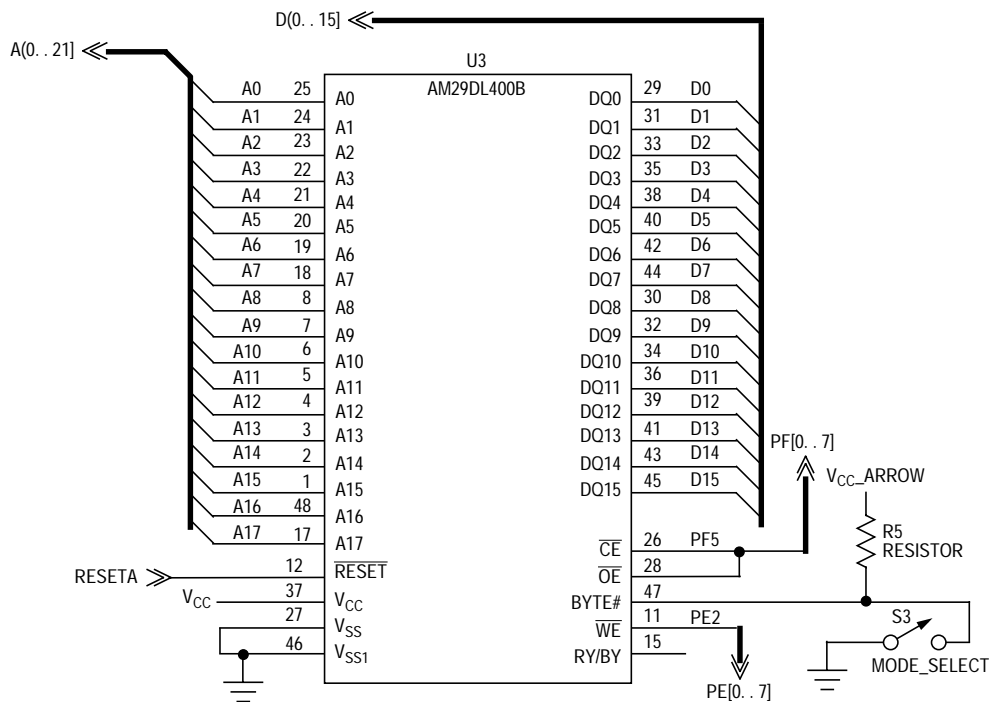 D(0. . 15]
A(0. . 21]
U3
AM29DL400B
A0 25 A0 DQ0 29 D0
A1 24 A1 DQ1 31 D1
A2 23 A2 DQ2 33 D2
A3 22 A3 DQ3 35 D3
A4 21 A4 DQ4 38 D4
A5 20 A5 DQ5 40 D5
A6 19 A6 DQ6 42 D6
A7 18 A7 DQ7 44 D7
A8 8 A8 DQ8 30 D8
A9 7 A9 DQ9 32 D9
A10 6 A10 DQ10 34 D10
A11 5 A11 DQ11 36 D11
A12 4 A12 DQ12 39 D12
A13 3 A13 DQ13 41 D13
A14 2 A14 DQ14 43 D14
A15 1 A15 DQ15 45 D15
A16 48 A16
A17 17 A17
PF[0. . 7]
VCC_ARROW
R5
RESISTOR
CE 26 PF5
RESETA 12 RESET OE 28
VCC 37 VCC BYTE# 47
27 VSS WE 11 PE2
46 VSS1 RY/BY 15
S3
MODE_SELECT
PE[0. . 7]